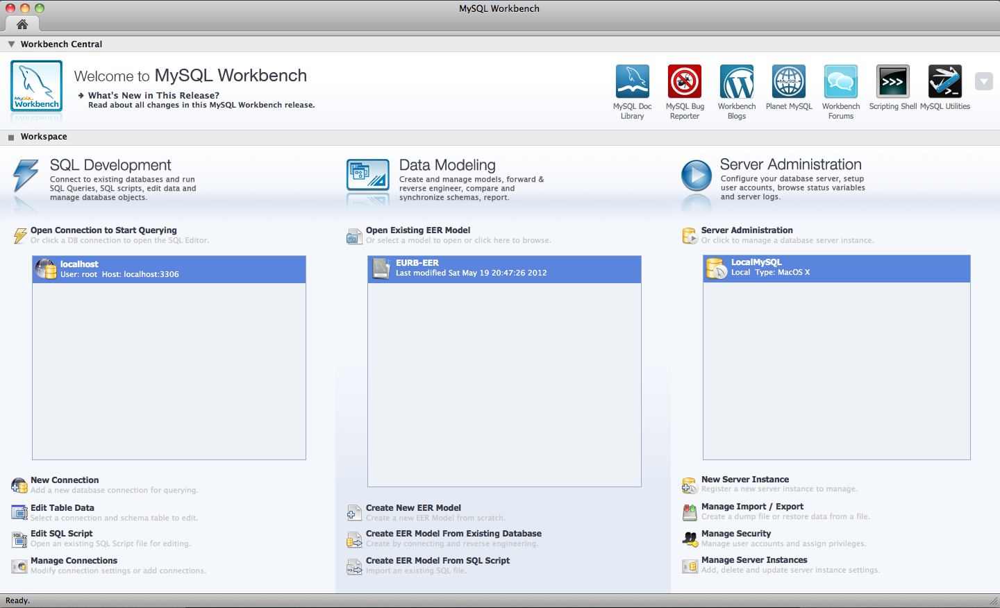 MySQL Workbench
Workbench Central
MySQL
Workbench
Welcome to MySQL Workbench
What's New in This Release?
Read about all changes in this MySQL Workbench release.
MySQL Doc
Library
MySQL Bug
Reporter
Workbench
Blogs
MySQL
Planet MySQL
Workbench
Forums
>>>
Scripting Shell
MySQL Utilities
Workspace
SQL Development
Connect to existing databases and run
SQL Queries, SQL scripts, edit data and
manage database objects.
Open Connection to Start Querying
Or click a DB connection to open the SQL Editor.
localhost
User: root Host: localhost:3306
New Connection
Add a new database connection for querying.
Edit Table Data
Select a connection and schema table to edit.
SQL
Edit SQL Script
Open an existing SQL Script file for editing.
Manage Connections
Modify connection settings or add connections.
Data Modeling
Create and manage models, forward &
reverse engineer, compare and
synchronize schemas, report.
Open Existing EER Model
Or select a model to open or click here to browse.
EURB-EER
Last modified Sat May 19 20:47:26 2012
Create New EER Model
Create a new EER Model from scratch.
Create EER Model From Existing Database
Create by connecting and reverse engineering.
SQL
Create EER Model From SQL Script
Import an existing SQL file.
Server Administration
Configure your database server, setup
user accounts, browse status variables
and server logs.
Server Administration
Or click to manage a database server instance.
LocalMySQL
Local Type: MacOS X
New Server Instance
Register a new server instance to manage.
Manage Import / Export
Create a dump file or restore data from a file.
Manage Security
Manage user accounts and assign privileges.
Manage Server Instances
Add, delete and update server instance settings.
Ready.